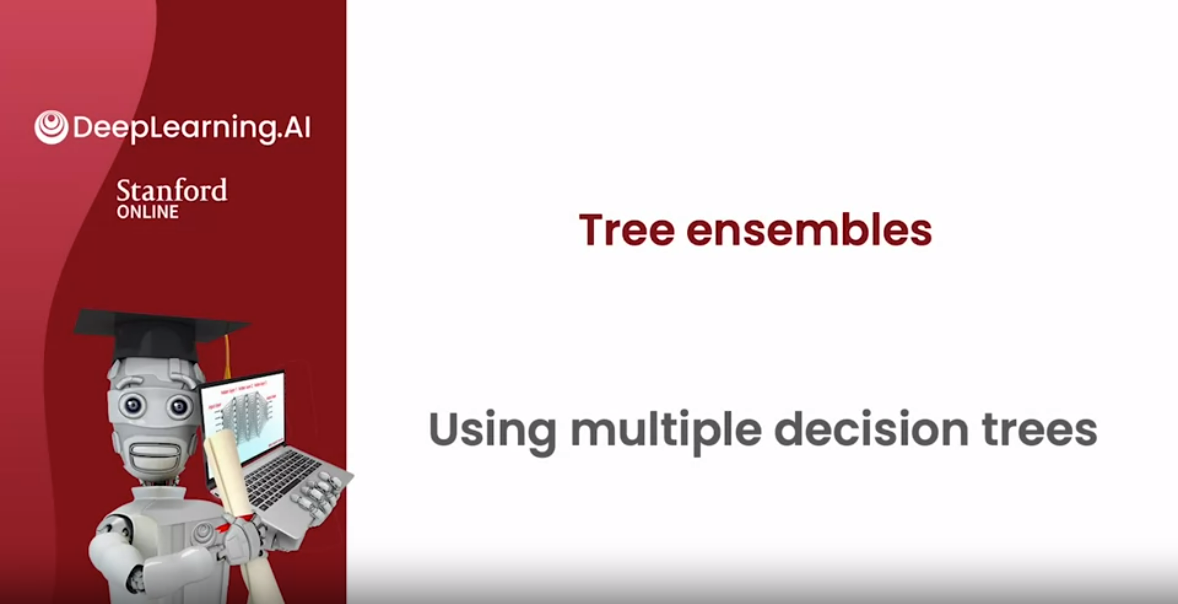 DeepLearning.AI
Stanford
ONLINE
Tree ensembles
Using multiple decision trees